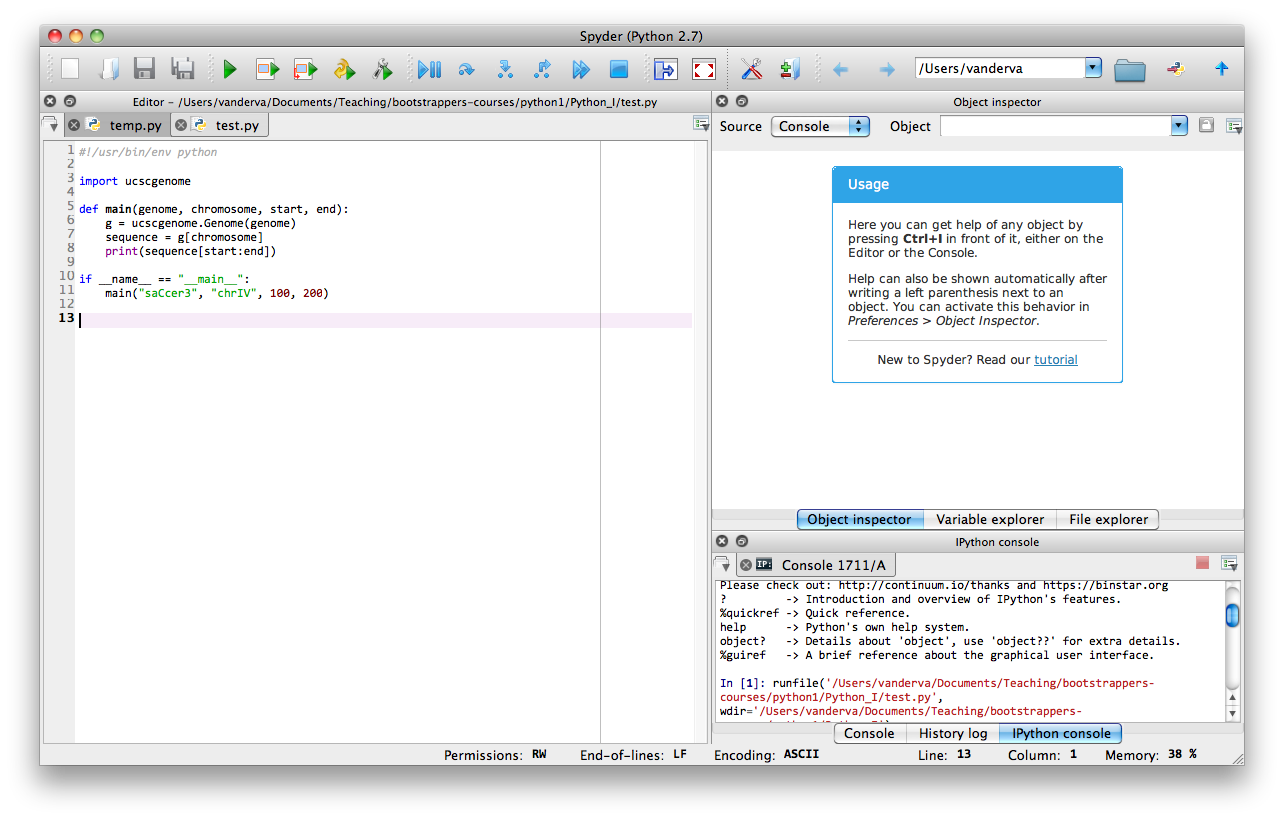 Spyder (Python 2.7)
/Users/vanderva
Editor - /Users/vanderva/Documents/Teaching/bootstrappers-courses/python1/Python_I/test.py
temp.py
test.py
1 #!/usr/bin/env python
2
3 import ucscgenome
4
5 def main(genome, chromosome, start, end):
6     g = ucscgenome.Genome(genome)
7     sequence = g[chromosome]
8     print(sequence[start:end])
9
10 if __name__ == "__main__":
11     main("saCcer3", "chrIV", 100, 200)
12
13
Object inspector
Source Console Object
Usage
Here you can get help of any object by
pressing Ctrl+I in front of it, either on the
Editor or the Console.
Help can also be shown automatically after
writing a left parenthesis next to an
object. You can activate this behavior in
Preferences > Object Inspector.
New to Spyder? Read our tutorial
Object inspector Variable explorer File explorer
IPython console
IP: Console 1711/A
Please check out: http://continuum.io/thanks and https://binstar.org
?         -> Introduction and overview of IPython's features.
%quickref -> Quick reference.
help      -> Python's own help system.
object?   -> Details about 'object', use 'object??' for extra details.
%guiref   -> A brief reference about the graphical user interface.
In [1]: runfile('/Users/vanderva/Documents/Teaching/bootstrappers-
courses/python1/Python_I/test.py',
wdir='/Users/vanderva/Documents/Teaching/bootstrappers-
Console History log IPython console
Permissions: RW End-of-lines: LF Encoding: ASCII Line: 13 Column: 1 Memory: 38 %